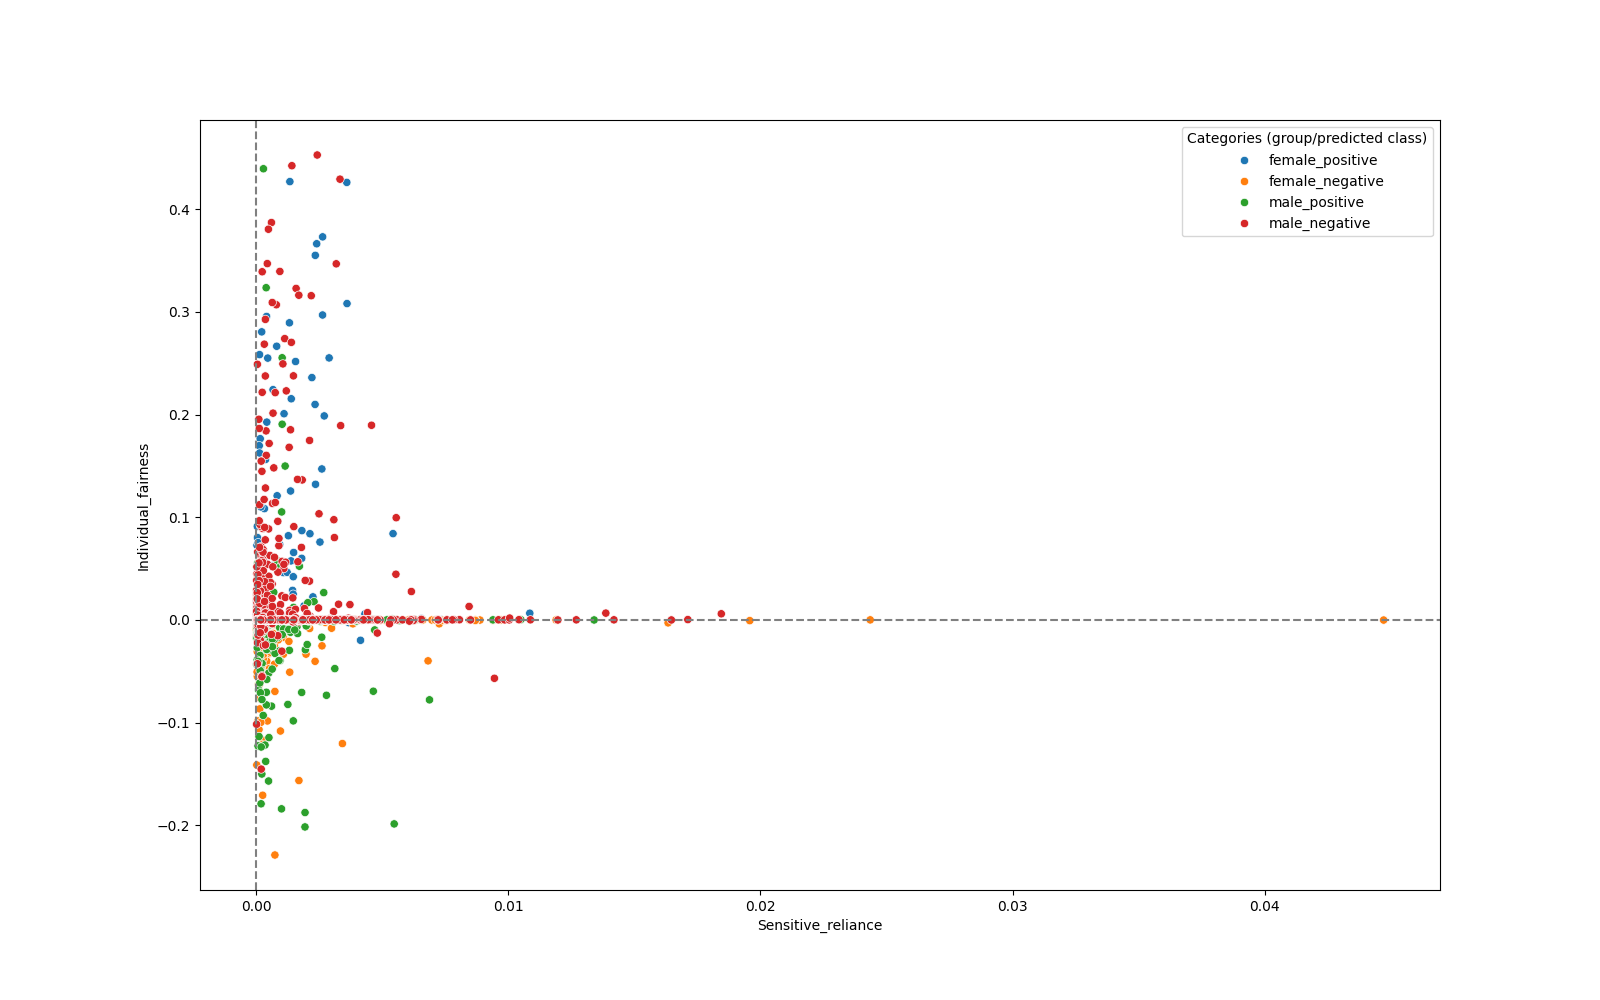 Categories (group/predicted class)
female_positive
female_negative
male_positive
male_negative
Individual_fairness
0.4
0.3
0.2
0.1
0.0
−0.1
−0.2
0.00
0.01
0.02
0.03
0.04
Sensitive_reliance